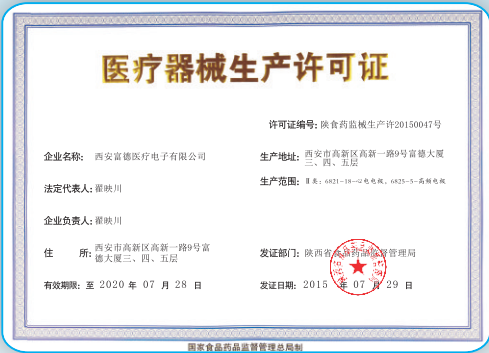 医疗器械生产许可证
许可证编号: 陕食药监械生产许20150047号
企业名称: 西安富德医疗电子有限公司
生产地址: 西安市高新区高新一路9号富德大厦
三、四、五层
法定代表人: 翟映川
生产范围: Ⅱ类: 6821-18-心电电极、6825-5-高频电极
企业负责人: 翟映川
住 所: 西安市高新区高新一路9号富
德大厦三、四、五层
发证部门: 陕西省食品药品监督管理局
有效期限: 至 2020 年 07 月 28 日
发证日期: 2015 年 07 月 29 日
国家食品药品监督管理总局制